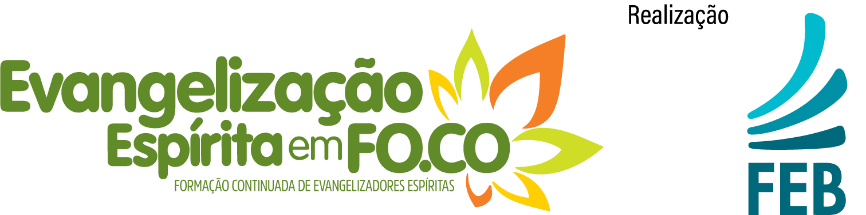 Realização
Evangelização
Espírita em FO.CO
FORMAÇÃO CONTINUADA DE EVANGELIZADORES ESPÍRITAS
FEB